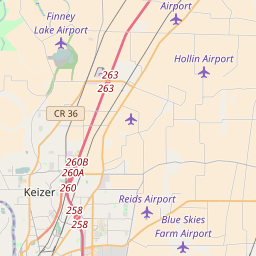 Finney
Lake Airport
Airport
Hollin Airport
263
263
CR 36
260B
260A
260
Keizer
258
258
Reids Airport
Blue Skies
Farm Airport